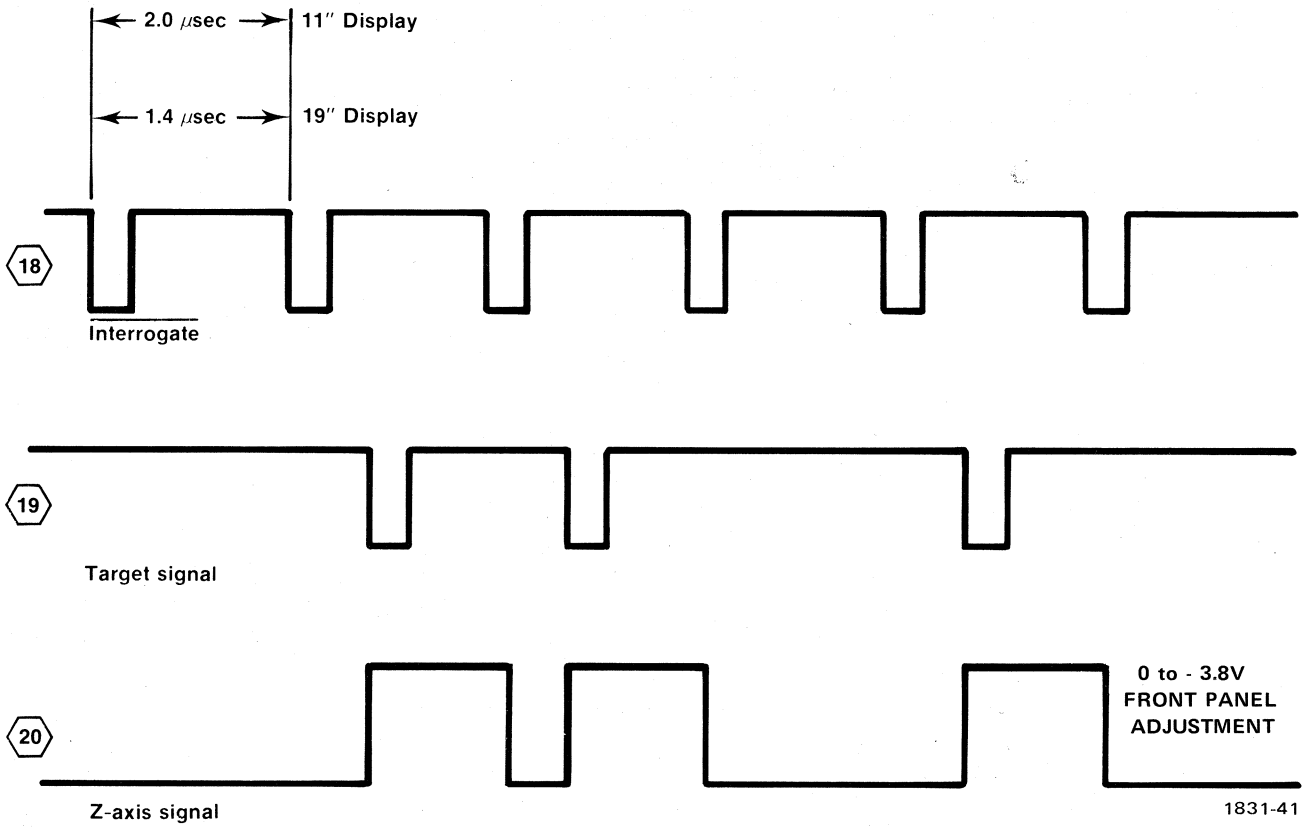 2.0 μsec 11" Display
1.4 μsec 19" Display
18
Interrogate
19
Target signal
20
0 to - 3.8V
FRONT PANEL
ADJUSTMENT
Z-axis signal
1831-41